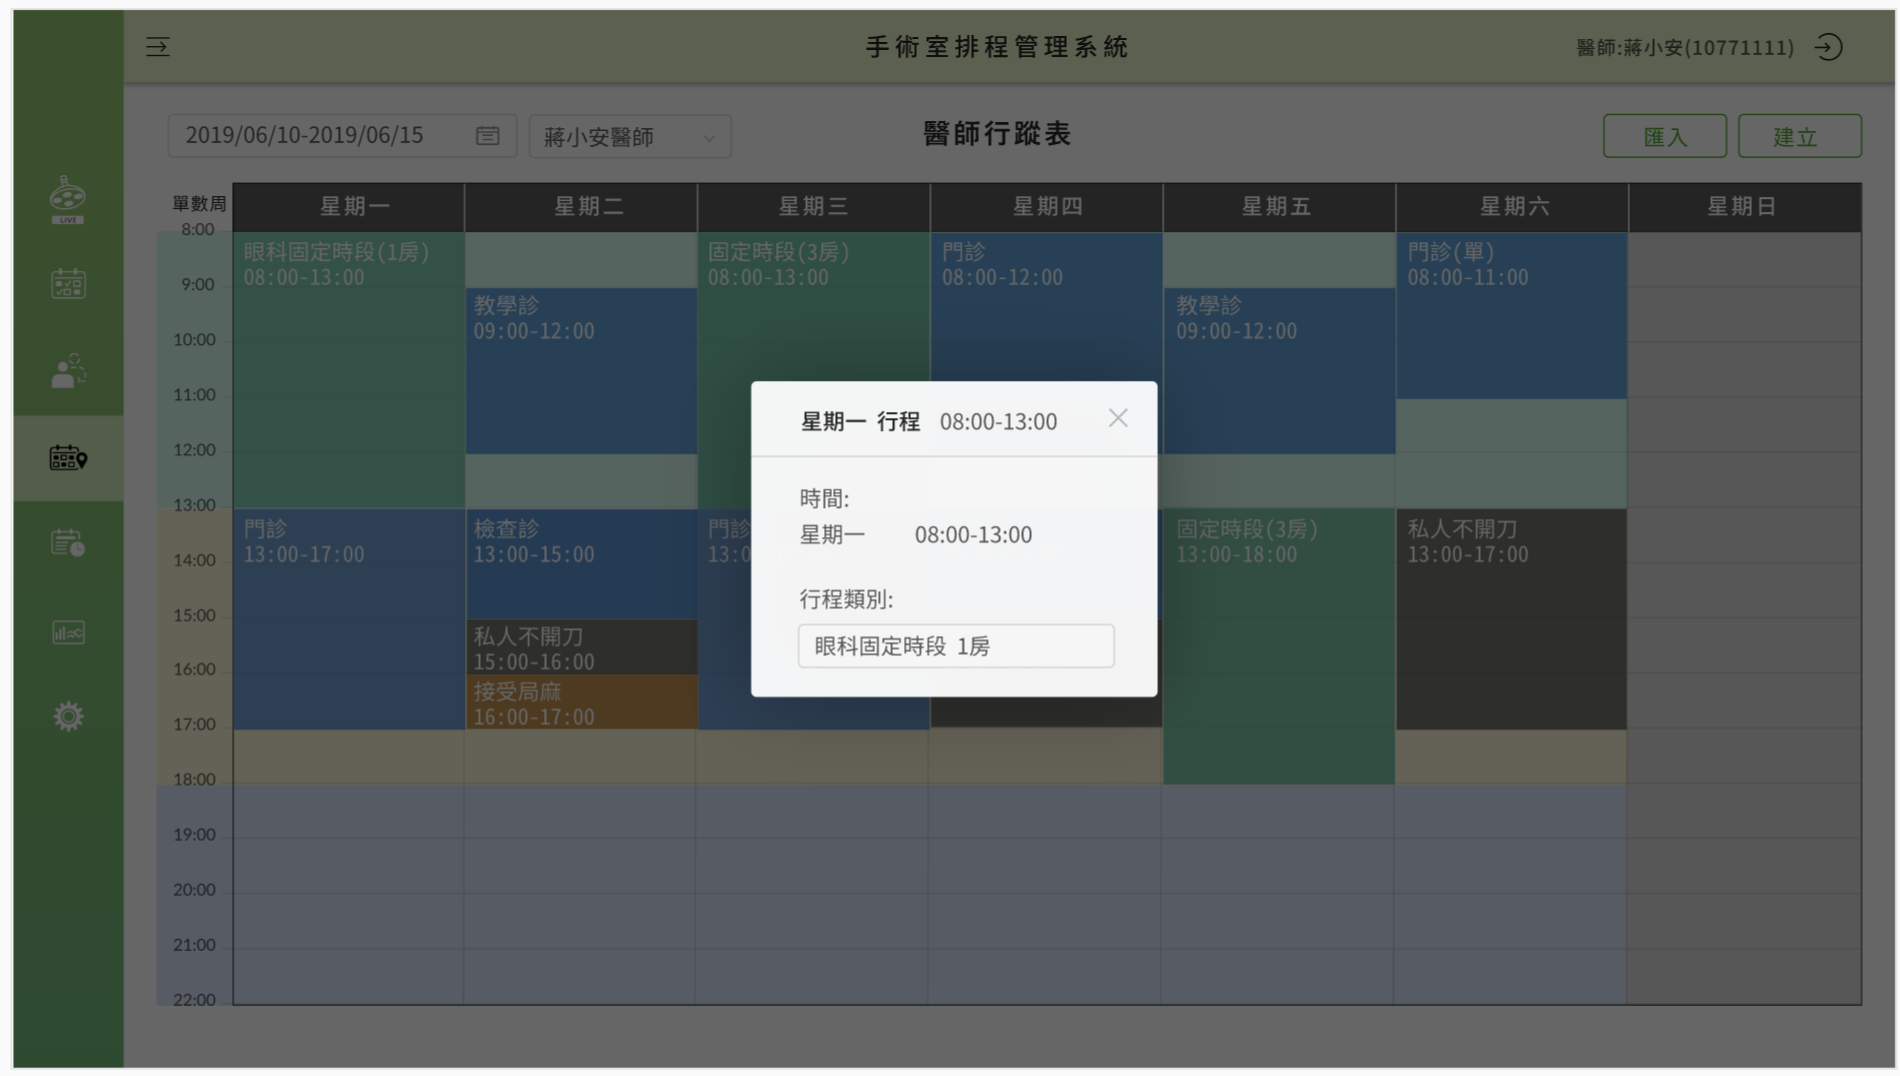 手術室排程管理系統
醫師:蔣小安(10771111)
2019/06/10-2019/06/15
蔣小安醫師
醫師行蹤表
匯入
建立
LIVE
單數周
星期一
星期二
星期三
星期四
星期五
星期六
星期日
8:00
9:00
10:00
11:00
12:00
13:00
14:00
15:00
16:00
17:00
18:00
19:00
20:00
21:00
22:00
眼科固定時段(1房)
08:00-13:00
門診
13:00-17:00
教學診
09:00-12:00
檢查診
13:00-15:00
私人不開刀
15:00-16:00
接受局麻
16:00-17:00
固定時段(3房)
08:00-13:00
門診
13:0
門診
08:00-12:00
教學診
09:00-12:00
固定時段(3房)
13:00-18:00
門診(單)
08:00-11:00
私人不開刀
13:00-17:00
星期一 行程 08:00-13:00
時間:
星期一 08:00-13:00
行程類別:
眼科固定時段 1房